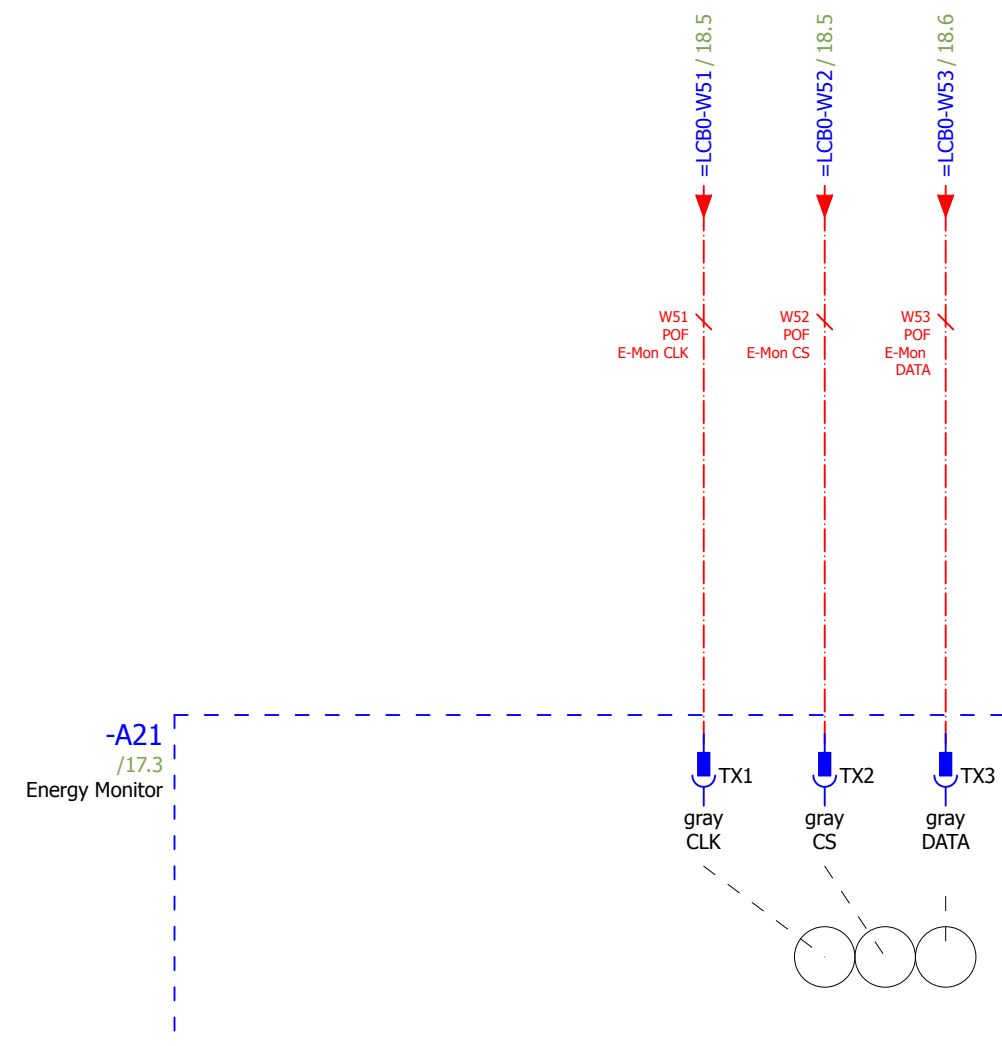 =LCB0-W51 / 18.5
=LCB0-W52 / 18.5
=LCB0-W53 / 18.6
W51
POF
E-Mon CLK
W52
POF
E-Mon CS
W53
POF
E-Mon
DATA
-A21
/17.3
Energy Monitor
TX1
gray
CLK
TX2
gray
CS
TX3
gray
DATA